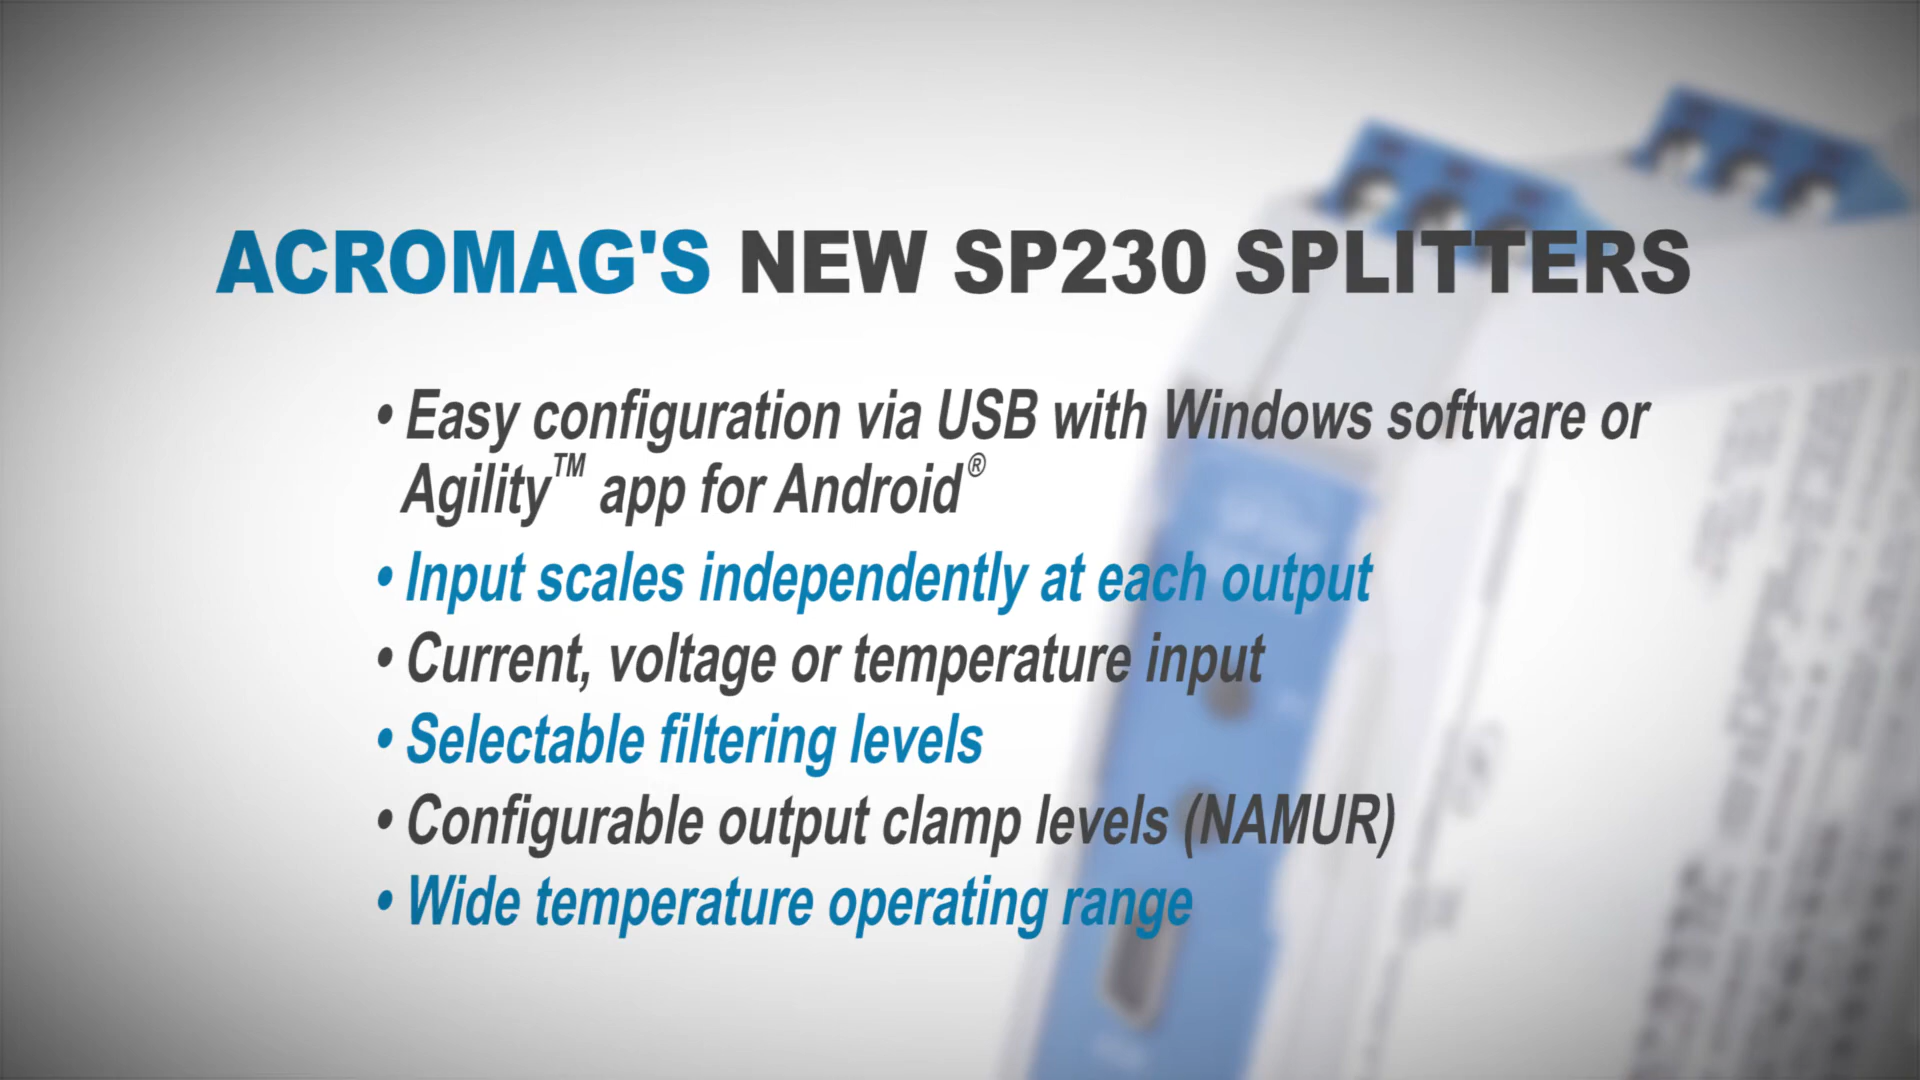 ACROMAG'S NEW SP230 SPLITTERS
• Easy configuration via USB with Windows software or
Agility™ app for Android®
• Input scales independently at each output
• Current, voltage or temperature input
• Selectable filtering levels
• Configurable output clamp levels (NAMUR)
• Wide temperature operating range